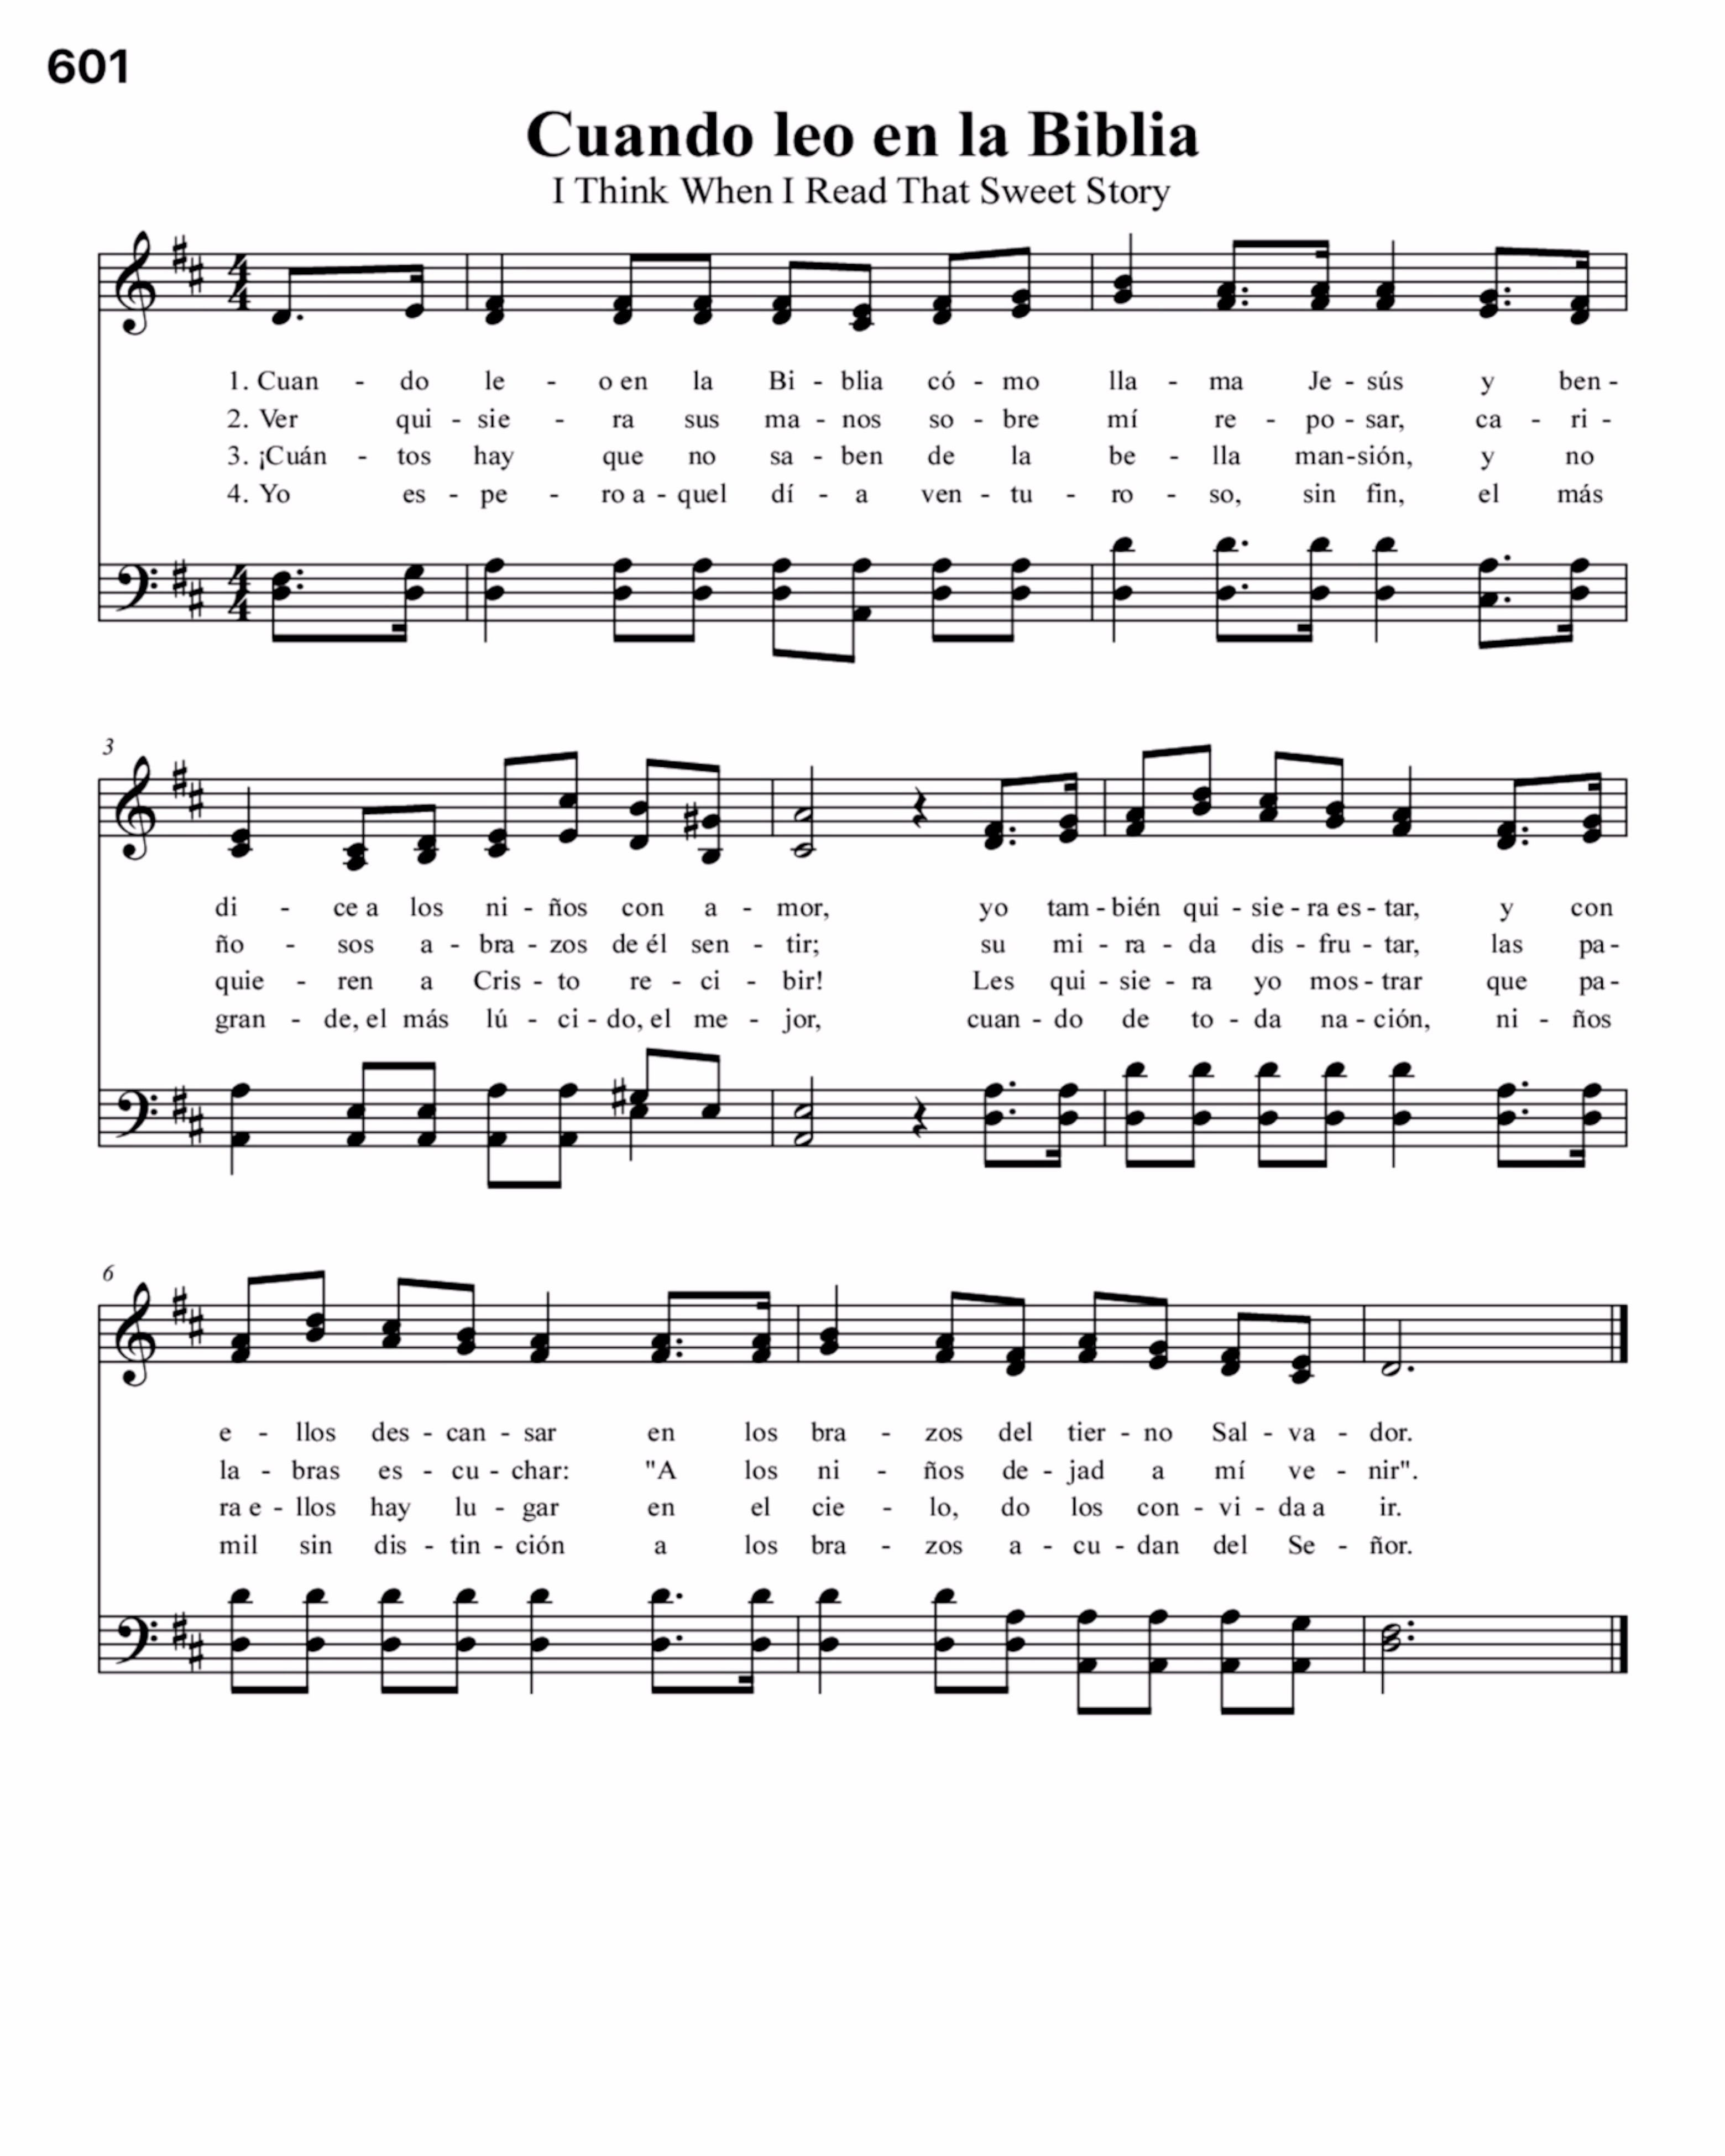 601
Cuando leo en la Biblia
I Think When I Read That Sweet Story
1. Cuan - do le - o en la Bi - blia có - mo lla - ma Je - sús y ben -
2. Ver qui - sie - ra sus ma - nos so - bre mí re - po - sar, ca - ri -
3. ¡Cuán - tos hay que no sa - ben de la be - lla man - sión, y no
4. Yo es - pe - ro a - quel dí - a ven - tu - ro - so, sin fin, el más
3
di - ce a los ni - ños con a - mor, yo tam - bién qui - sie - ra es - tar, y con
ño - sos a - bra - zos de él sen - tir; su mi - ra - da dis - fru - tar, las pa -
quie - ren a Cris - to re - ci - bir! Les qui - sie - ra yo mos - trar que pa -
gran - de, el más lú - ci - do, el me - jor, cuan - do de to - da na - ción, ni - ños
6
e - llos des - can - sar en los bra - zos del tier - no Sal - va - dor.
la - bras es - cu - char: "A los ni - ños de - jad a mí ve - nir".
ra e - llos hay lu - gar en el cie - lo, do los con - vi - da a ir.
mil sin dis - tin - ción a los bra - zos a - cu - dan del Se - ñor.